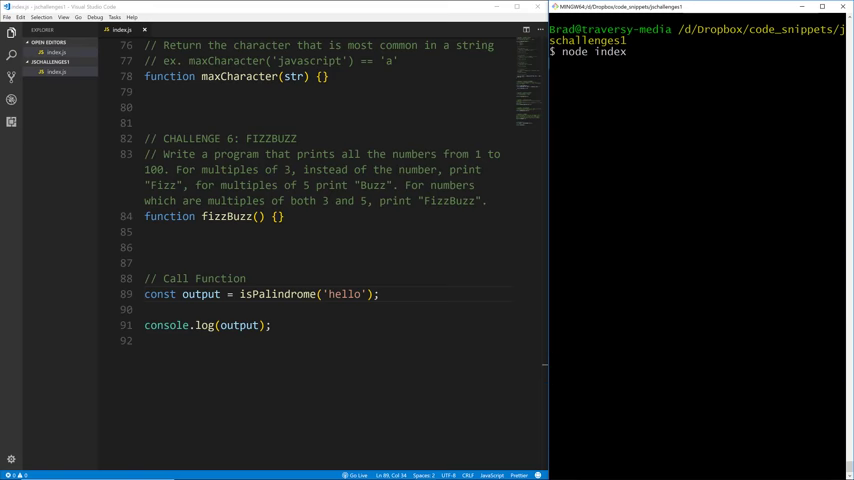 index.js - jschallenges1 - Visual Studio Code
File Edit Selection View Go Debug Tasks Help
EXPLORER
OPEN EDITORS
JS index.js
JSCHALLENGES1
JS index.js
JS index.js
76 // Return the character that is most common in a string
77 // ex. maxCharacter('javascript') == 'a'
78 function maxCharacter(str) {}
79
80
81
82 // CHALLENGE 6: FIZZBUZZ
83 // Write a program that prints all the numbers from 1 to
100. For multiples of 3, instead of the number, print
"Fizz", for multiples of 5 print "Buzz". For numbers
which are multiples of both 3 and 5, print "FizzBuzz".
84 function fizzBuzz() {}
85
86
87
88 // Call Function
89 const output = isPalindrome('hello');
90
91 console.log(output);
92
0 0 Go Live Ln 89, Col 34 Spaces: 2 UTF-8 CRLF JavaScript Prettier
MINGW64:/d/Dropbox/code_snippets/jschallenges1
Brad@traversy-media /d/Dropbox/code_snippets/j
schallenges1
$ node index